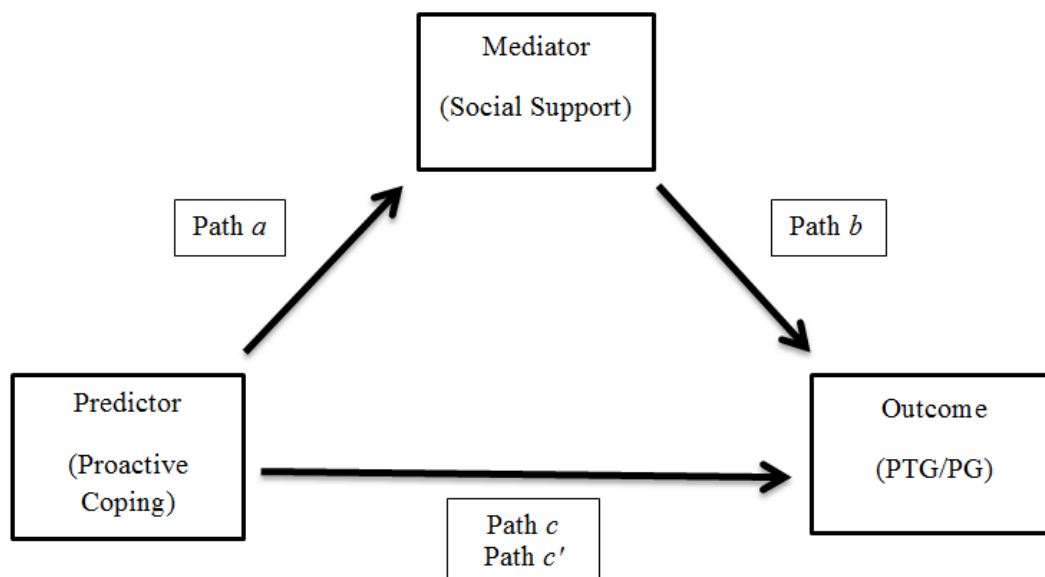 Mediator
(Social Support)
Path a
Path b
Predictor
(Proactive
Coping)
Outcome
(PTG/PG)
Path c
Path c'